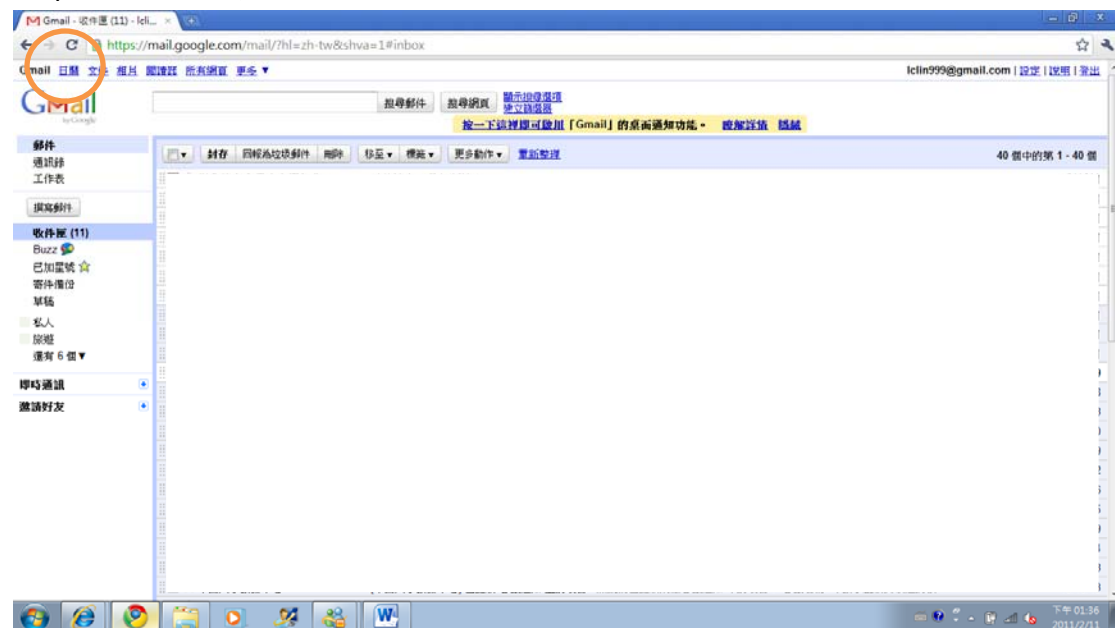 Gmail - 收件匣 (11) - lcli...
https://mail.google.com/mail/?hl=zh-tw&shva=1#inbox
Gmail 日曆 文件 相片 閱讀器 所有網頁 更多 ▼
lclin999@gmail.com | 設定 | 說明 | 登出
GMail
by Google
搜尋郵件 搜尋網頁 顯示搜尋選項
建立篩選器
按一下這裡即可啟用「Gmail」的桌面通知功能。 瞭解詳情 隱藏
郵件
通訊錄
工作表
封存 回報為垃圾郵件 刪除 移至 ▼ 標籤 ▼ 更多動作 ▼ 重新整理
40 個中的第 1 - 40 個
撰寫郵件
收件匣 (11)
Buzz
已加星號
寄件備份
草稿
私人
旅遊
還有 6 個 ▼
即時通訊
邀請好友
下午 01:36
2011/2/11